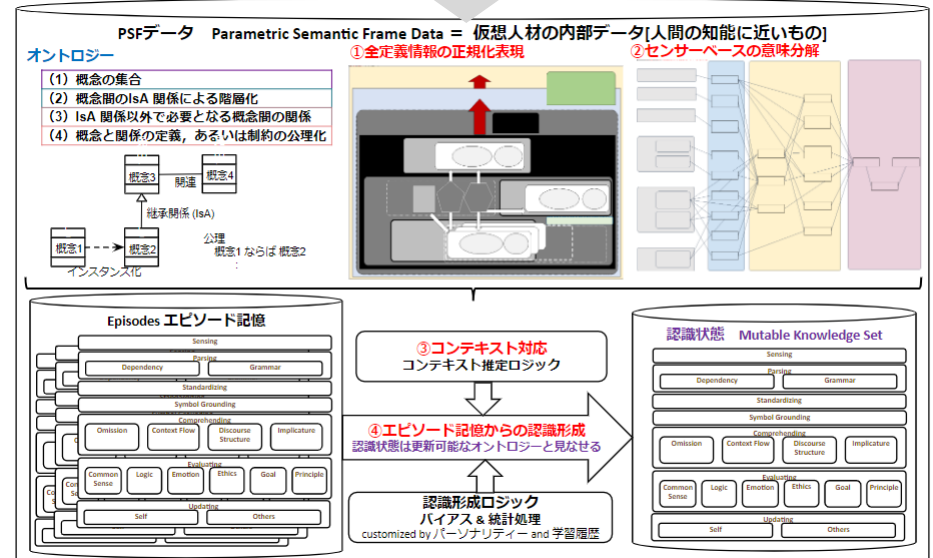 PSFデータ Parametric Semantic Frame Data = 仮想人材の内部データ[人間の知能に近いもの]
オントロジー
(1)概念の集合
(2)概念間のIsA 関係による階層化
(3)IsA 関係以外で必要となる概念間の関係
(4)概念と関係の定義,あるいは制約の公理化
概念3
関連
概念4
継承関係 (IsA)
概念1
概念2
インスタンス化
公理
概念1 ならば 概念2
:
①全定義情報の正規化表現
②センサーベースの意味分解
Episodes エピソード記憶
Sensing
Parsing
Dependency
Grammar
Standardizing
Symbol Grounding
Comprehending
Omission
Context Flow
Discourse
Structure
Implicature
Evaluating
Common
Sense
Logic
Emotion
Ethics
Goal
Principle
Updating
Self
Others
③コンテキスト対応
コンテキスト推定ロジック
④エピソード記憶からの認識形成
認識状態は更新可能なオントロジーと見なせる
認識形成ロジック
バイアス & 統計処理
customized by パーソナリティー and 学習履歴
認識状態 Mutable Knowledge Set
Sensing
Parsing
Dependency
Grammar
Standardizing
Symbol Grounding
Comprehending
Omission
Context Flow
Discourse
Structure
Implicature
Evaluating
Common
Sense
Logic
Emotion
Ethics
Goal
Principle
Updating
Self
Others